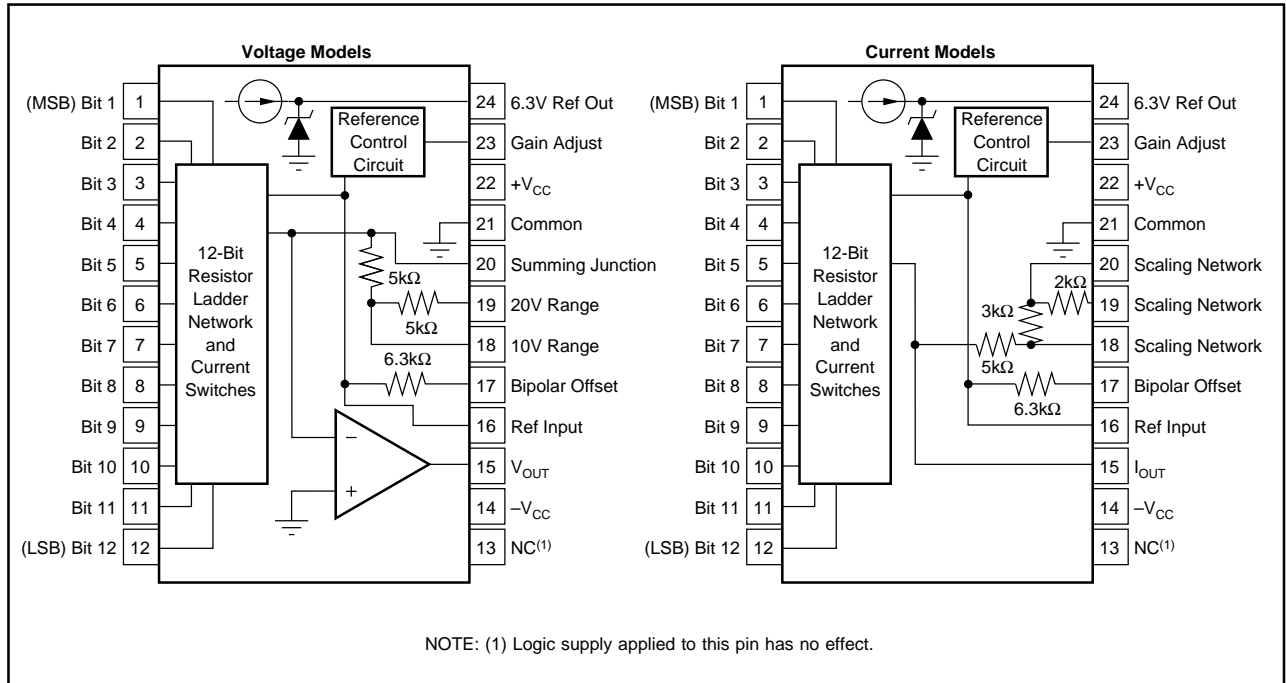 Voltage Models
(MSB) Bit 1
1
Bit 2
2
Bit 3
3
Bit 4
4
Bit 5
5
Bit 6
6
Bit 7
7
Bit 8
8
Bit 9
9
Bit 10
10
Bit 11
11
(LSB) Bit 12
12
12-Bit
Resistor
Ladder
Network
and
Current
Switches
Reference
Control
Circuit
5kΩ
5kΩ
6.3kΩ
−
+
24 6.3V Ref Out
23 Gain Adjust
22 +VCC
21 Common
20 Summing Junction
19 20V Range
18 10V Range
17 Bipolar Offset
16 Ref Input
15 VOUT
14 –VCC
13 NC(1)
Current Models
(MSB) Bit 1
1
Bit 2
2
Bit 3
3
Bit 4
4
Bit 5
5
Bit 6
6
Bit 7
7
Bit 8
8
Bit 9
9
Bit 10
10
Bit 11
11
(LSB) Bit 12
12
12-Bit
Resistor
Ladder
Network
and
Current
Switches
Reference
Control
Circuit
2kΩ
3kΩ
5kΩ
6.3kΩ
24 6.3V Ref Out
23 Gain Adjust
22 +VCC
21 Common
20 Scaling Network
19 Scaling Network
18 Scaling Network
17 Bipolar Offset
16 Ref Input
15 IOUT
14 –VCC
13 NC(1)
NOTE: (1) Logic supply applied to this pin has no effect.